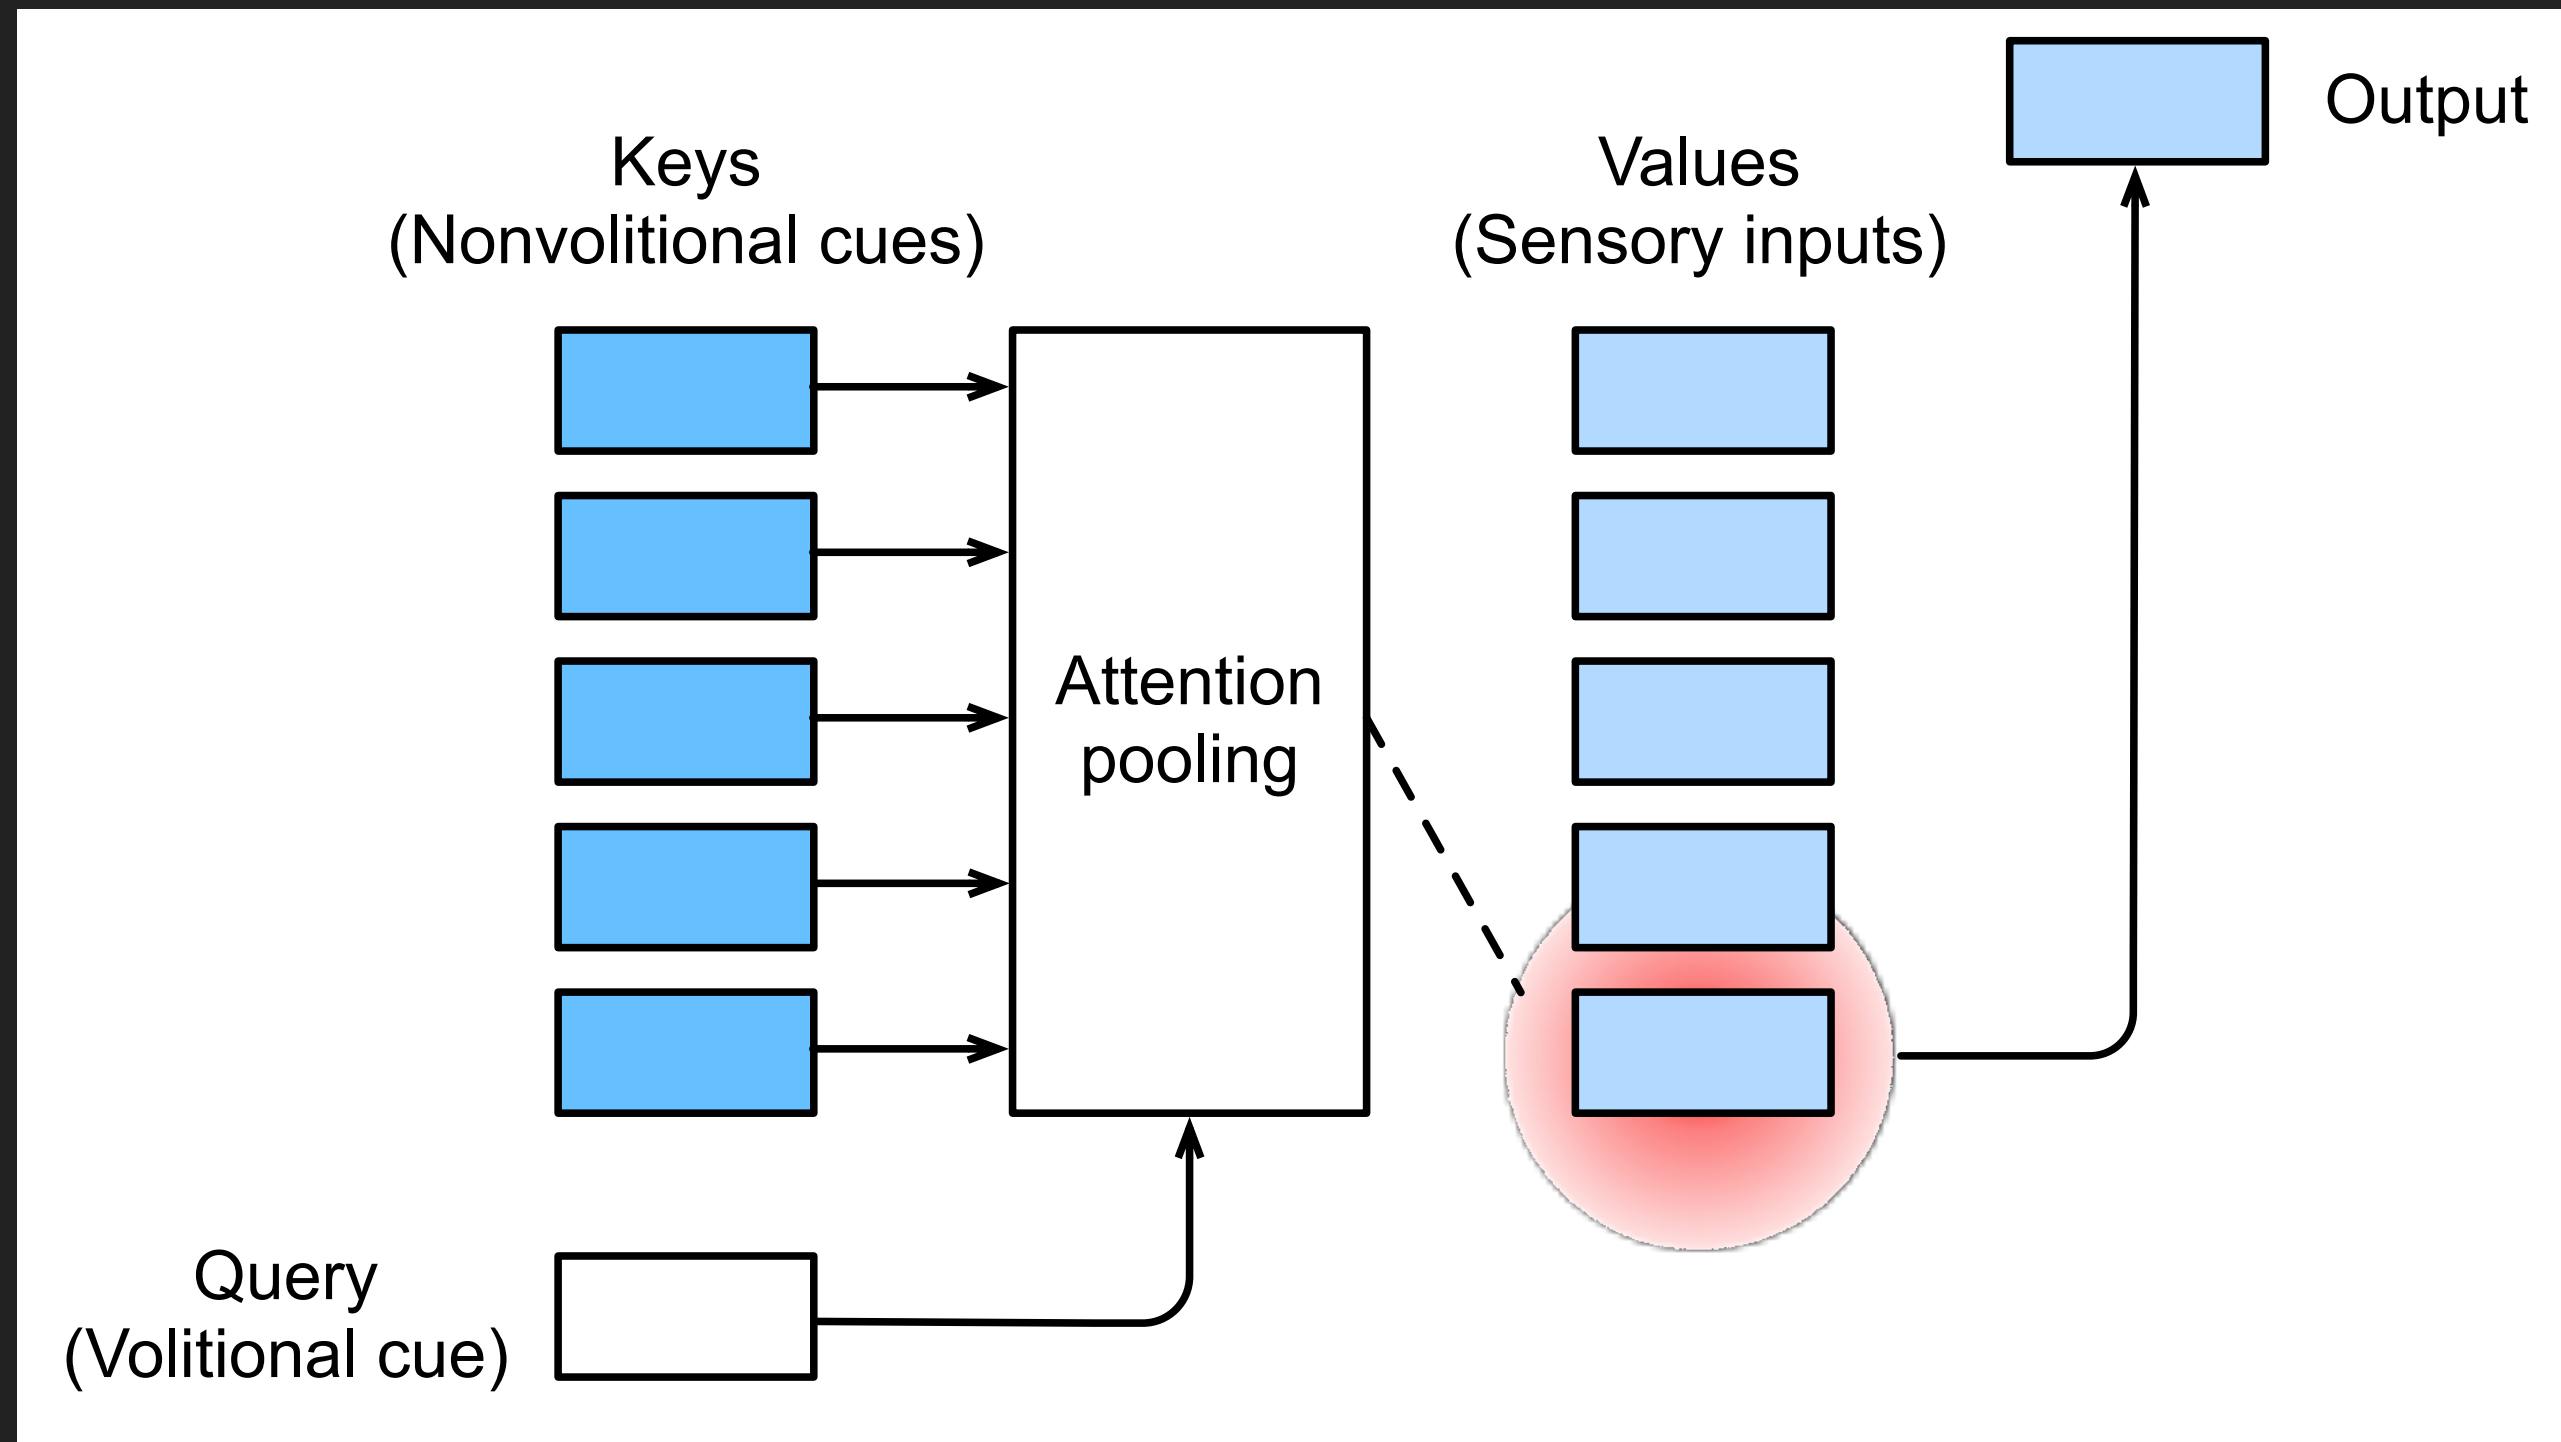 Output
Keys
(Nonvolitional cues)
Values
(Sensory inputs)
Attention
pooling
Query
(Volitional cue)